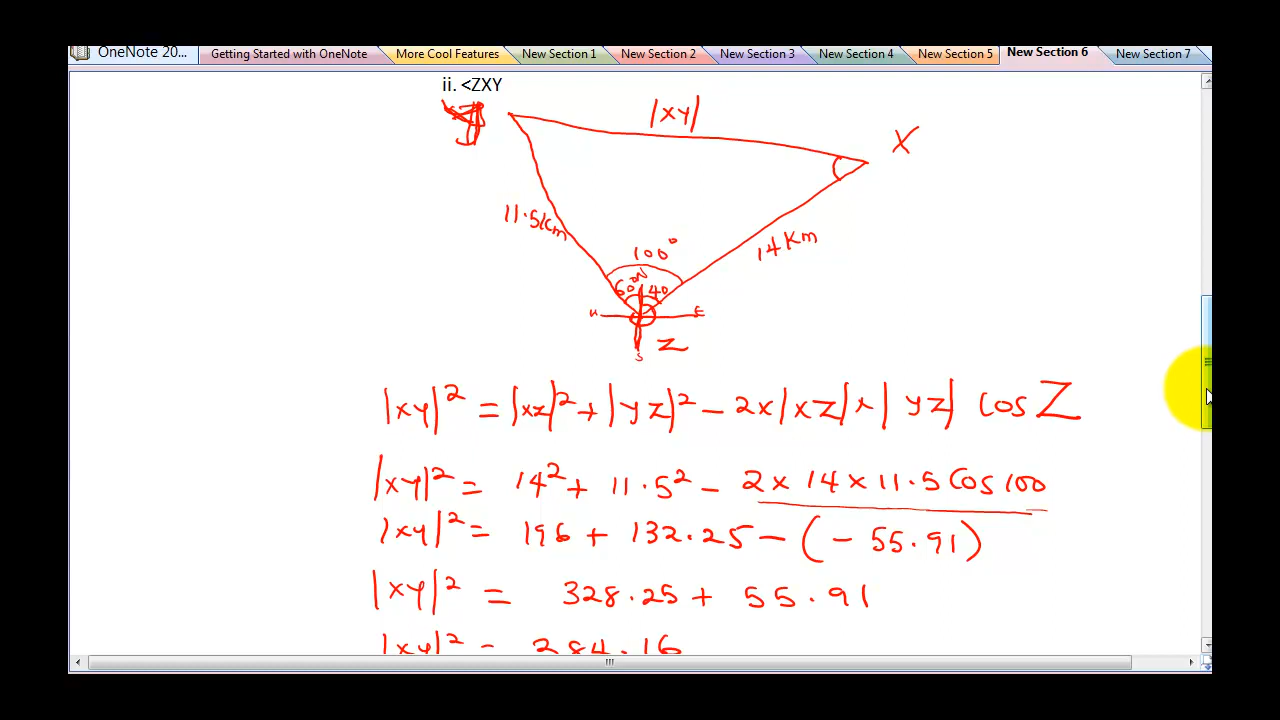 OneNote 20...
Getting Started with OneNote
More Cool Features
New Section 1
New Section 2
New Section 3
New Section 4
New Section 5
New Section 6
New Section 7
ii. <ZXY
|XY|
X
11.5Km
14Km
100°
60
40
N
E
S
Z
|XY|² = |XZ|² + |YZ|² - 2x|XZ|x|YZ| Cos Z
|XY|² = 14² + 11.5² - 2 x 14 x 11.5 Cos 100
|XY|² = 196 + 132.25 - (- 55.91)
|XY|² = 328.25 + 55.91